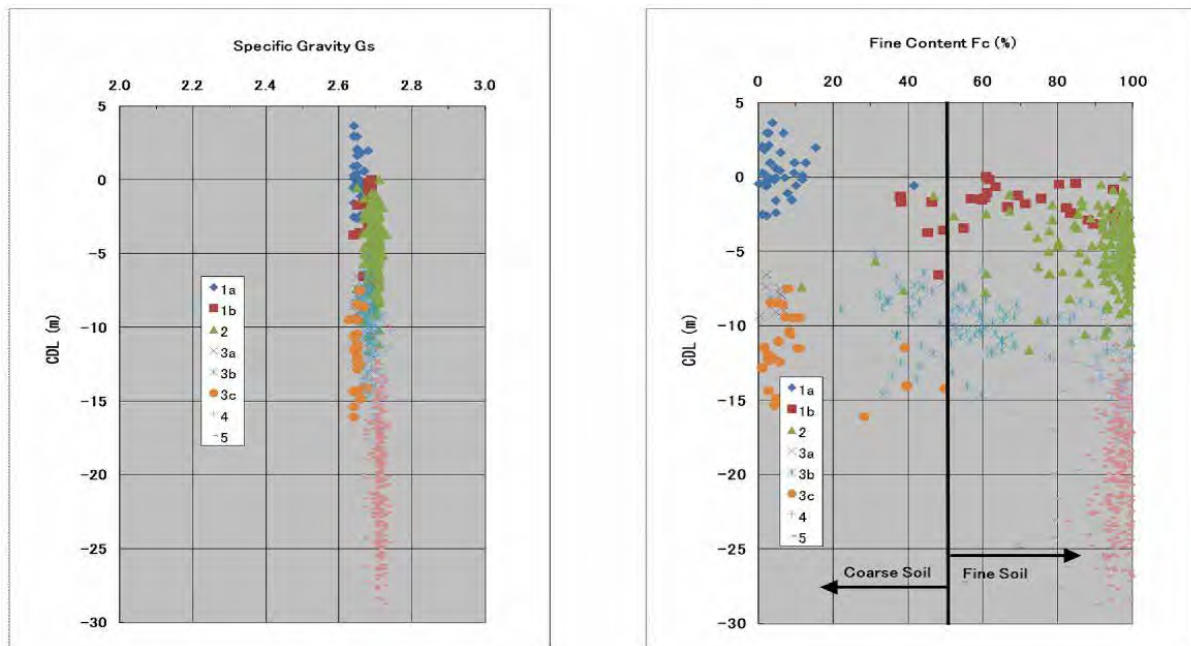 Specific Gravity Gs
2.0 2.2 2.4 2.6 2.8 3.0
5
0
-5
-10
-15
-20
-25
-30
CDL (m)
1a
1b
2
3a
3b
3c
4
5
Fine Content Fc (%)
0 20 40 60 80 100
5
0
-5
-10
-15
-20
-25
-30
CDL (m)
1a
1b
2
3a
3b
3c
4
5
Coarse Soil Fine Soil